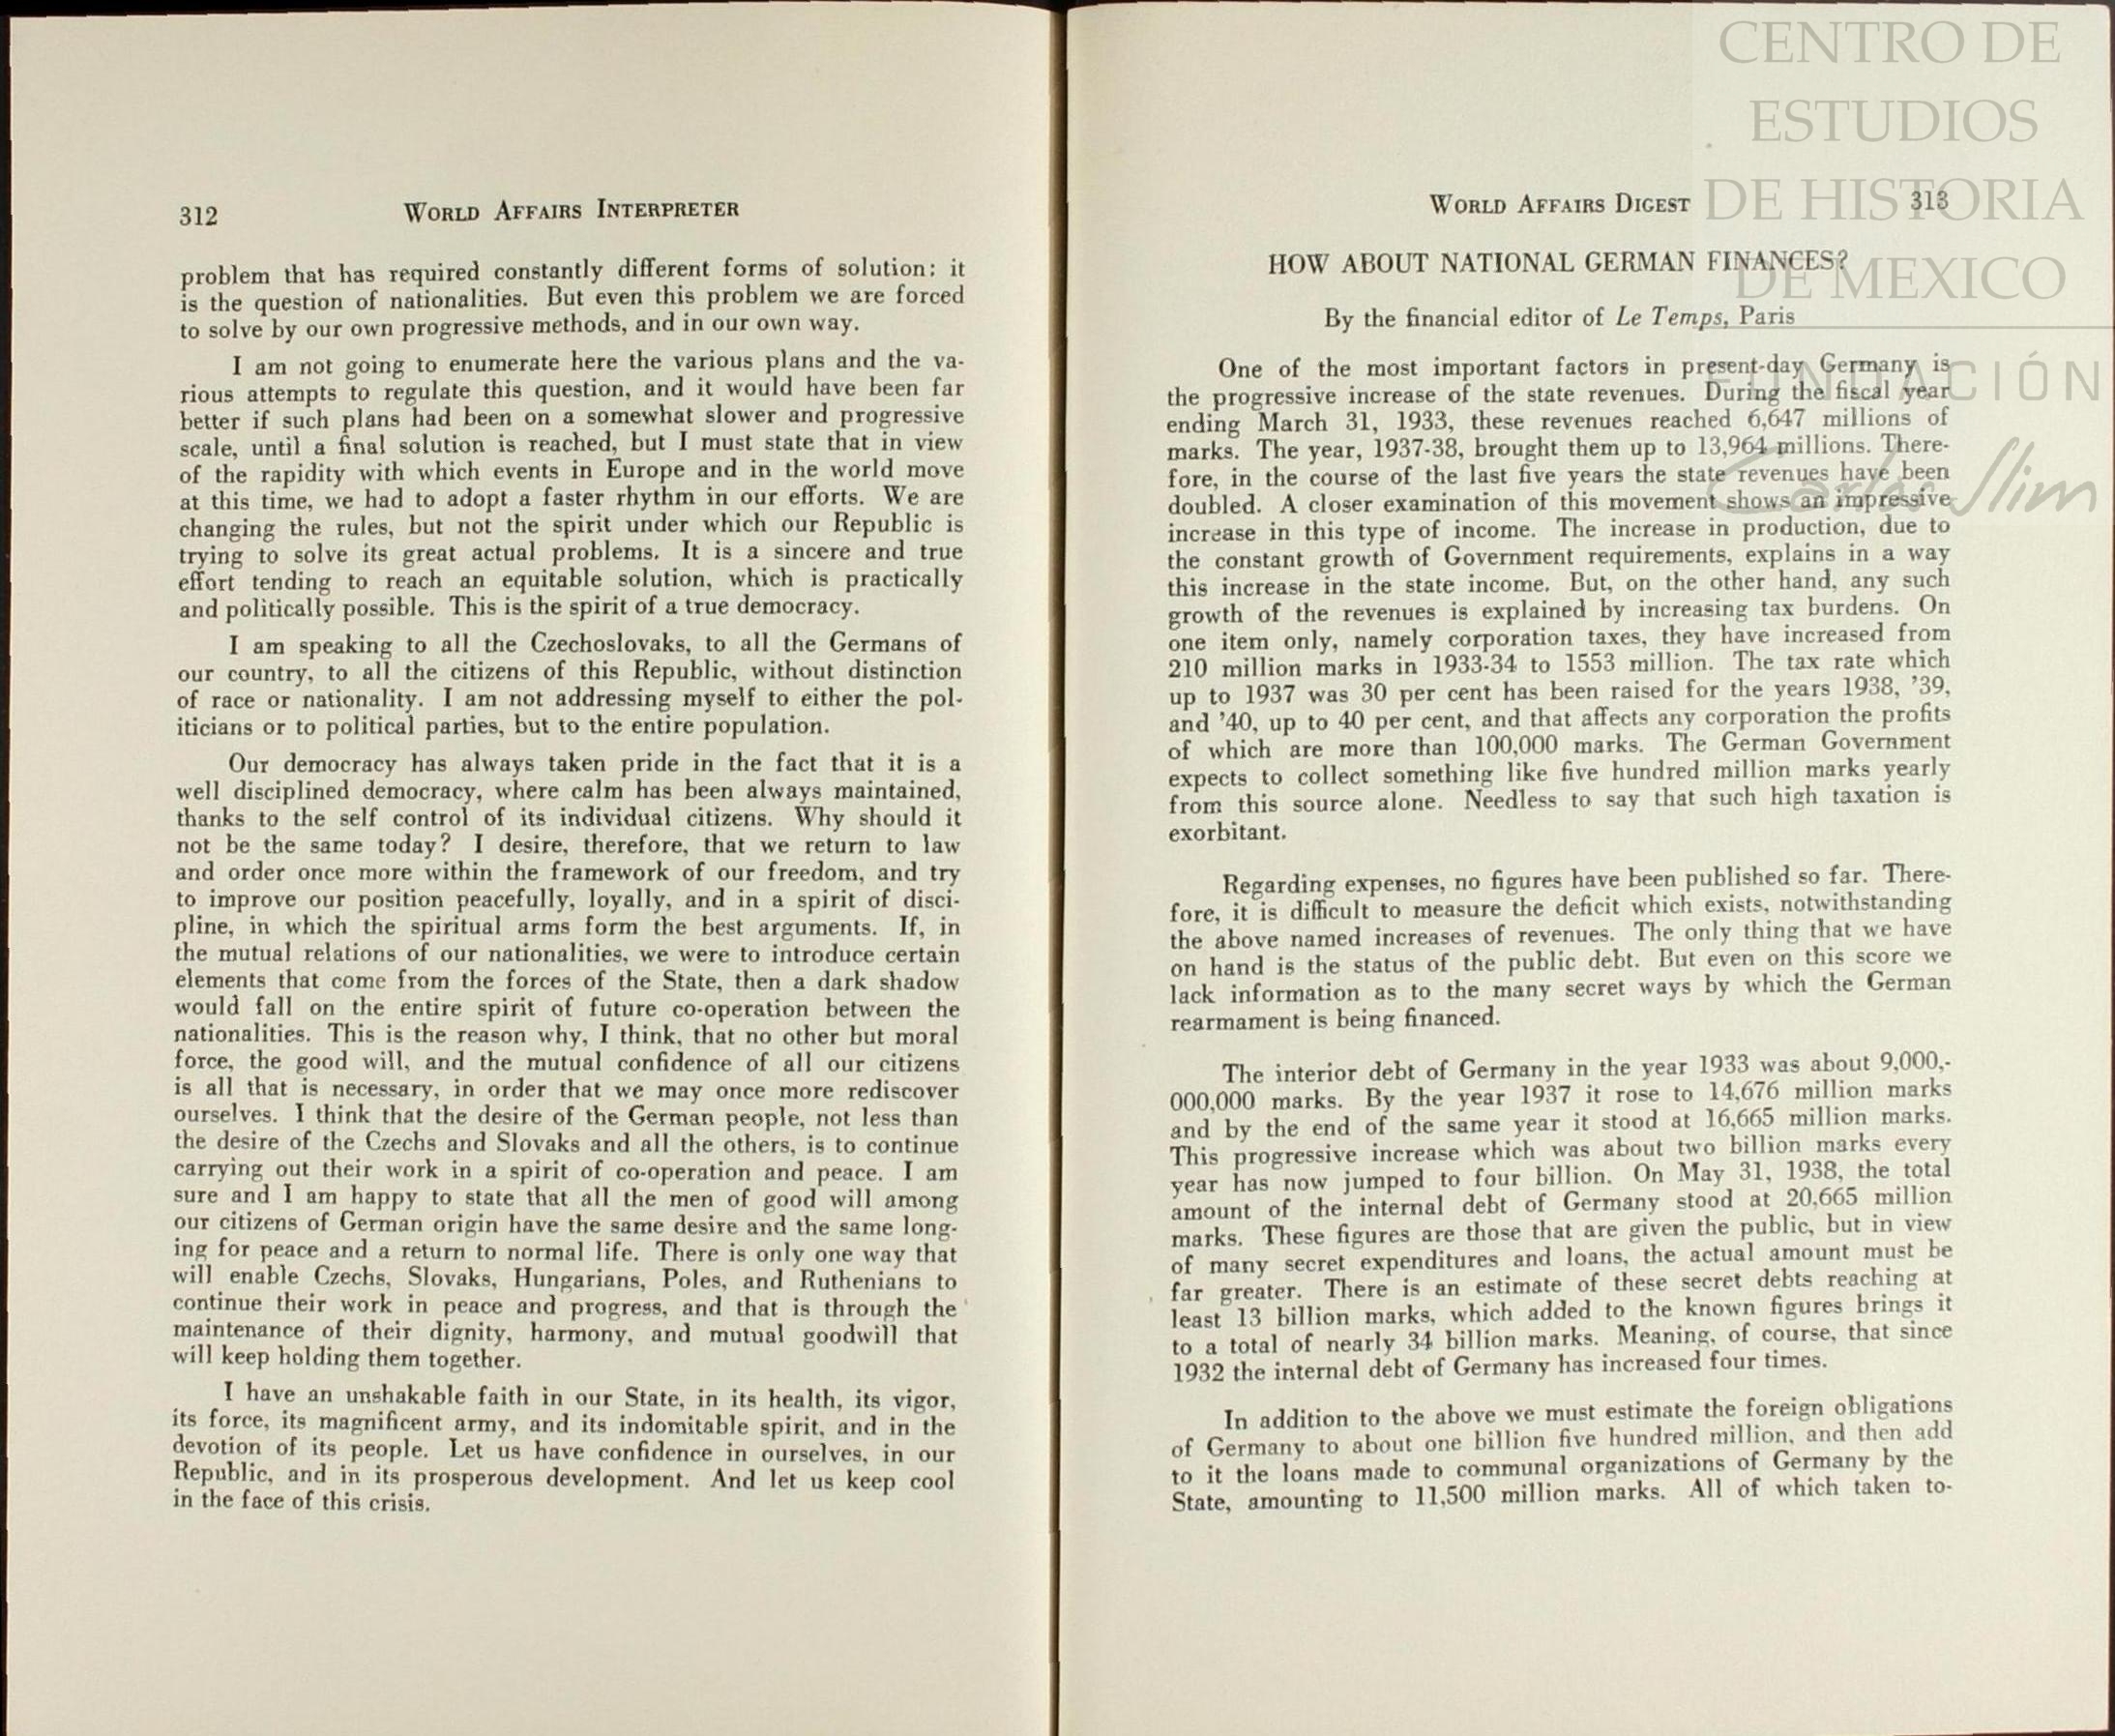 312
WORLD AFFAIRS INTERPRETER
problem that has required constantly different forms of solution: it
is the question of nationalities. But even this problem we are forced
to solve by our own progressive methods, and in our own way.
I am not going to enumerate here the various plans and the va-
rious attempts to regulate this question, and it would have been far
better if such plans had been on a somewhat slower and progressive
scale, until a final solution is reached, but I must state that in view
of the rapidity with which events in Europe and in the world move
at this time, we had to adopt a faster rhythm in our efforts. We are
changing the rules, but not the spirit under which our Republic is
trying to solve its great actual problems. It is a sincere and true
effort tending to reach an equitable solution, which is practically
and politically possible. This is the spirit of a true democracy.
I am speaking to all the Czechoslovaks, to all the Germans of
our country, to all the citizens of this Republic, without distinction
of race or nationality. I am not addressing myself to either the pol-
iticians or to political parties, but to the entire population.
Our democracy has always taken pride in the fact that it is a
well disciplined democracy, where calm has been always maintained,
thanks to the self control of its individual citizens. Why should it
not be the same today? I desire, therefore, that we return to law
and order once more within the framework of our freedom, and try
to improve our position peacefully, loyally, and in a spirit of disci-
pline, in which the spiritual arms form the best arguments. If, in
the mutual relations of our nationalities, we were to introduce certain
elements that come from the forces of the State, then a dark shadow
would fall on the entire spirit of future co-operation between the
nationalities. This is the reason why, I think, that no other but moral
force, the good will, and the mutual confidence of all our citizens
is all that is necessary, in order that we may once more rediscover
ourselves. I think that the desire of the German people, not less than
the desire of the Czechs and Slovaks and all the others, is to continue
carrying out their work in a spirit of co-operation and peace. I am
sure and I am happy to state that all the men of good will among
our citizens of German origin have the same desire and the same long-
ing for peace and a return to normal life. There is only one way that
will enable Czechs, Slovaks, Hungarians, Poles, and Ruthenians to
continue their work in peace and progress, and that is through the
maintenance of their dignity, harmony, and mutual goodwill that
will keep holding them together.
I have an unshakable faith in our State, in its health, its vigor,
its force, its magnificent army, and its indomitable spirit, and in the
devotion of its people. Let us have confidence in ourselves, in our
Republic, and in its prosperous development. And let us keep cool
in the face of this crisis.
WORLD AFFAIRS DIGEST
313
HOW ABOUT NATIONAL GERMAN FINANCES?
By the financial editor of Le Temps, Paris
One of the most important factors in present-day Germany is
the progressive increase of the state revenues. During the fiscal year
ending March 31, 1933, these revenues reached 6,647 millions of
marks. The year, 1937-38, brought them up to 13,964 millions. There-
fore, in the course of the last five years the state revenues have been
doubled. A closer examination of this movement shows an impressive
increase in this type of income. The increase in production, due to
the constant growth of Government requirements, explains in a way
this increase in the state income. But, on the other hand, any such
growth of the revenues is explained by increasing tax burdens. On
one item only, namely corporation taxes, they have increased from
210 million marks in 1933-34 to 1553 million. The tax rate which
up to 1937 was 30 per cent has been raised for the years 1938, '39,
and '40, up to 40 per cent, and that affects any corporation the profits
of which are more than 100,000 marks. The German Government
expects to collect something like five hundred million marks yearly
from this source alone. Needless to say that such high taxation is
exorbitant.
Regarding expenses, no figures have been published so far. There-
fore, it is difficult to measure the deficit which exists, notwithstanding
the above named increases of revenues. The only thing that we have
on hand is the status of the public debt. But even on this score we
lack information as to the many secret ways by which the German
rearmament is being financed.
The interior debt of Germany in the year 1933 was about 9,000,-
000,000 marks. By the year 1937 it rose to 14,676 million marks
and by the end of the same year it stood at 16,665 million marks.
This progressive increase which was about two billion marks every
year has now jumped to four billion. On May 31, 1938, the total
amount of the internal debt of Germany stood at 20,665 million
marks. These figures are those that are given the public, but in view
of many secret expenditures and loans, the actual amount must be
far greater. There is an estimate of these secret debts reaching at
least 13 billion marks, which added to the known figures brings it
to a total of nearly 34 billion marks. Meaning, of course, that since
1932 the internal debt of Germany has increased four times.
In addition to the above we must estimate the foreign obligations
of Germany to about one billion five hundred million, and then add
to it the loans made to communal organizations of Germany by the
State, amounting to 11,500 million marks. All of which taken to-
CENTRO DE
ESTUDIOS
DE HISTORIA
DE MEXICO
FUNDACIÓN
Carlos Slim